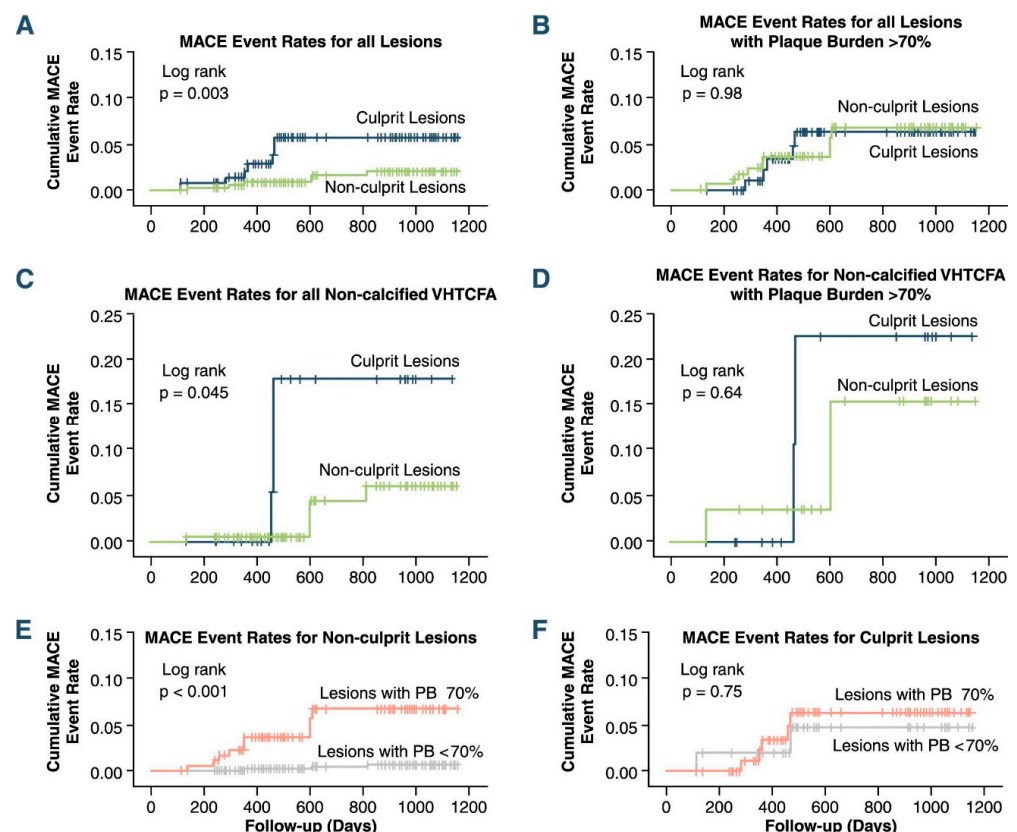 A
MACE Event Rates for all Lesions
Cumulative MACE
Event Rate
0.15
0.10
0.05
0.00
Log rank
p = 0.003
Culprit Lesions
Non-culprit Lesions
0 200 400 600 800 1000 1200
B
MACE Event Rates for all Lesions
with Plaque Burden >70%
Cumulative MACE
Event Rate
0.15
0.10
0.05
0.00
Log rank
p = 0.98
Non-culprit Lesions
Culprit Lesions
0 200 400 600 800 1000 1200
C
MACE Event Rates for all Non-calcified VHTCFA
Cumulative MACE
Event Rate
0.25
0.20
0.15
0.10
0.05
0.00
Log rank
p = 0.045
Culprit Lesions
Non-culprit Lesions
0 200 400 600 800 1000 1200
D
MACE Event Rates for Non-calcified VHTCFA
with Plaque Burden >70%
Cumulative MACE
Event Rate
0.25
0.20
0.15
0.10
0.05
0.00
Log rank
p = 0.64
Culprit Lesions
Non-culprit Lesions
0 200 400 600 800 1000 1200
E
MACE Event Rates for Non-culprit Lesions
Cumulative MACE
Event Rate
0.15
0.10
0.05
0.00
Log rank
p < 0.001
Lesions with PB 70%
Lesions with PB <70%
0 200 400 600 800 1000 1200
Follow-up (Days)
F
MACE Event Rates for Culprit Lesions
Cumulative MACE
Event Rate
0.15
0.10
0.05
0.00
Log rank
p = 0.75
Lesions with PB 70%
Lesions with PB <70%
0 200 400 600 800 1000 1200
Follow-up (Days)